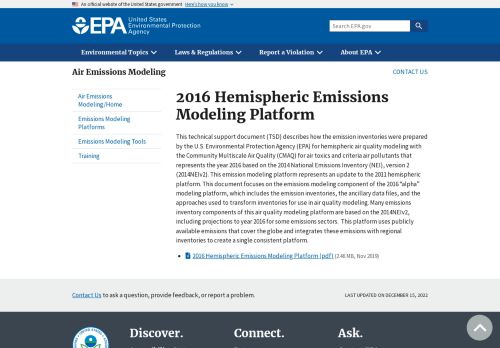 An official website of the United States government Here's how you know
EPA United States
Environmental Protection
Agency
Search EPA.gov
Environmental Topics
Laws & Regulations
Report a Violation
About EPA
Air Emissions Modeling
CONTACT US
Air Emissions
Modeling/Home
Emissions Modeling
Platforms
Emissions Modeling Tools
Training
2016 Hemispheric Emissions
Modeling Platform
This technical support document (TSD) describes how the emission inventories were prepared
by the U.S. Environmental Protection Agency (EPA) for hemispheric air quality modeling with
the Community Multiscale Air Quality (CMAQ) for air toxics and criteria air pollutants that
represents the year 2016 based on the 2014 National Emissions Inventory (NEI), version 2
(2014NEIv2). This emission modeling platform represents an update to the 2011 hemispheric
platform. This document focuses on the emissions modeling component of the 2016 "alpha"
modeling platform, which includes the emission inventories, the ancillary data files, and the
approaches used to transform inventories for use in air quality modeling. Many emissions
inventory components of this air quality modeling platform are based on the 2014NEIv2,
including projections to year 2016 for some emissions sectors. This platform uses publicly
available emissions that cover the globe and integrates these emissions with regional
inventories to create a single consistent platform.
2016 Hemispheric Emissions Modeling Platform (pdf) (2.46 MB, Nov 2019)
Contact Us to ask a question, provide feedback, or report a problem.
LAST UPDATED ON DECEMBER 15, 2022
Discover.
Connect.
Ask.